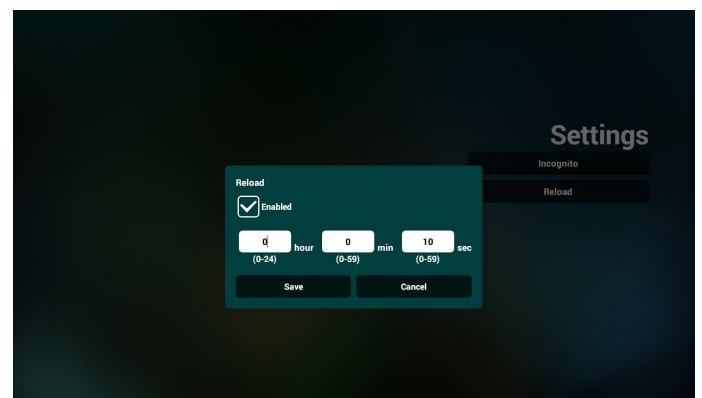 Settings
Incognito
Reload
Reload
Enabled
0 hour 0 min 10 sec
(0-24) (0-59) (0-59)
Save Cancel